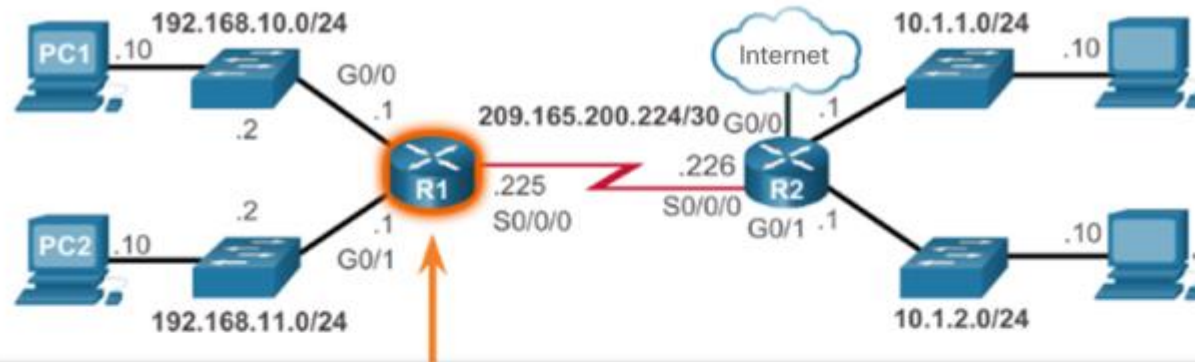 192.168.10.0/24
PC1
.10
G0/0
.1
.2
R1
209.165.200.224/30
.225
S0/0/0
PC2
.10
.2
.1
G0/1
192.168.11.0/24
Internet
G0/0
.1
10.1.1.0/24
.10
.226
S0/0/0
R2
G0/1
.1
.10
10.1.2.0/24